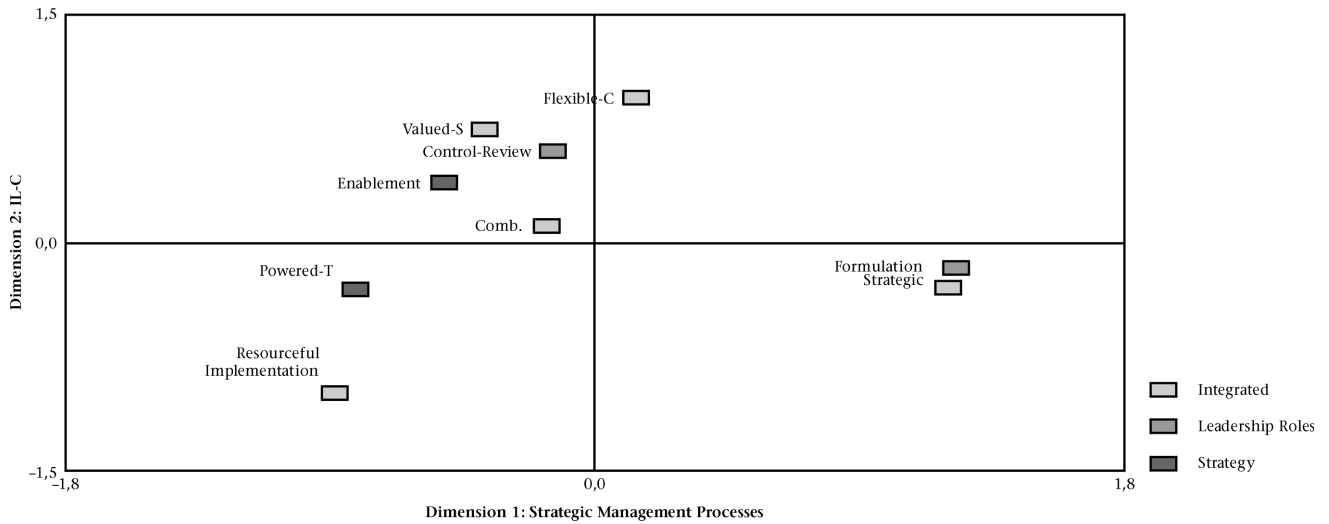 1,5
Flexible-C
Valued-S
Control-Review
Enablement
Comb.
Dimension 2: IL-C
0,0
Powered-T
Formulation
Strategic
Resourceful
Implementation
Integrated
Leadership Roles
Strategy
–1,5
–1,8
0,0
1,8
Dimension 1: Strategic Management Processes